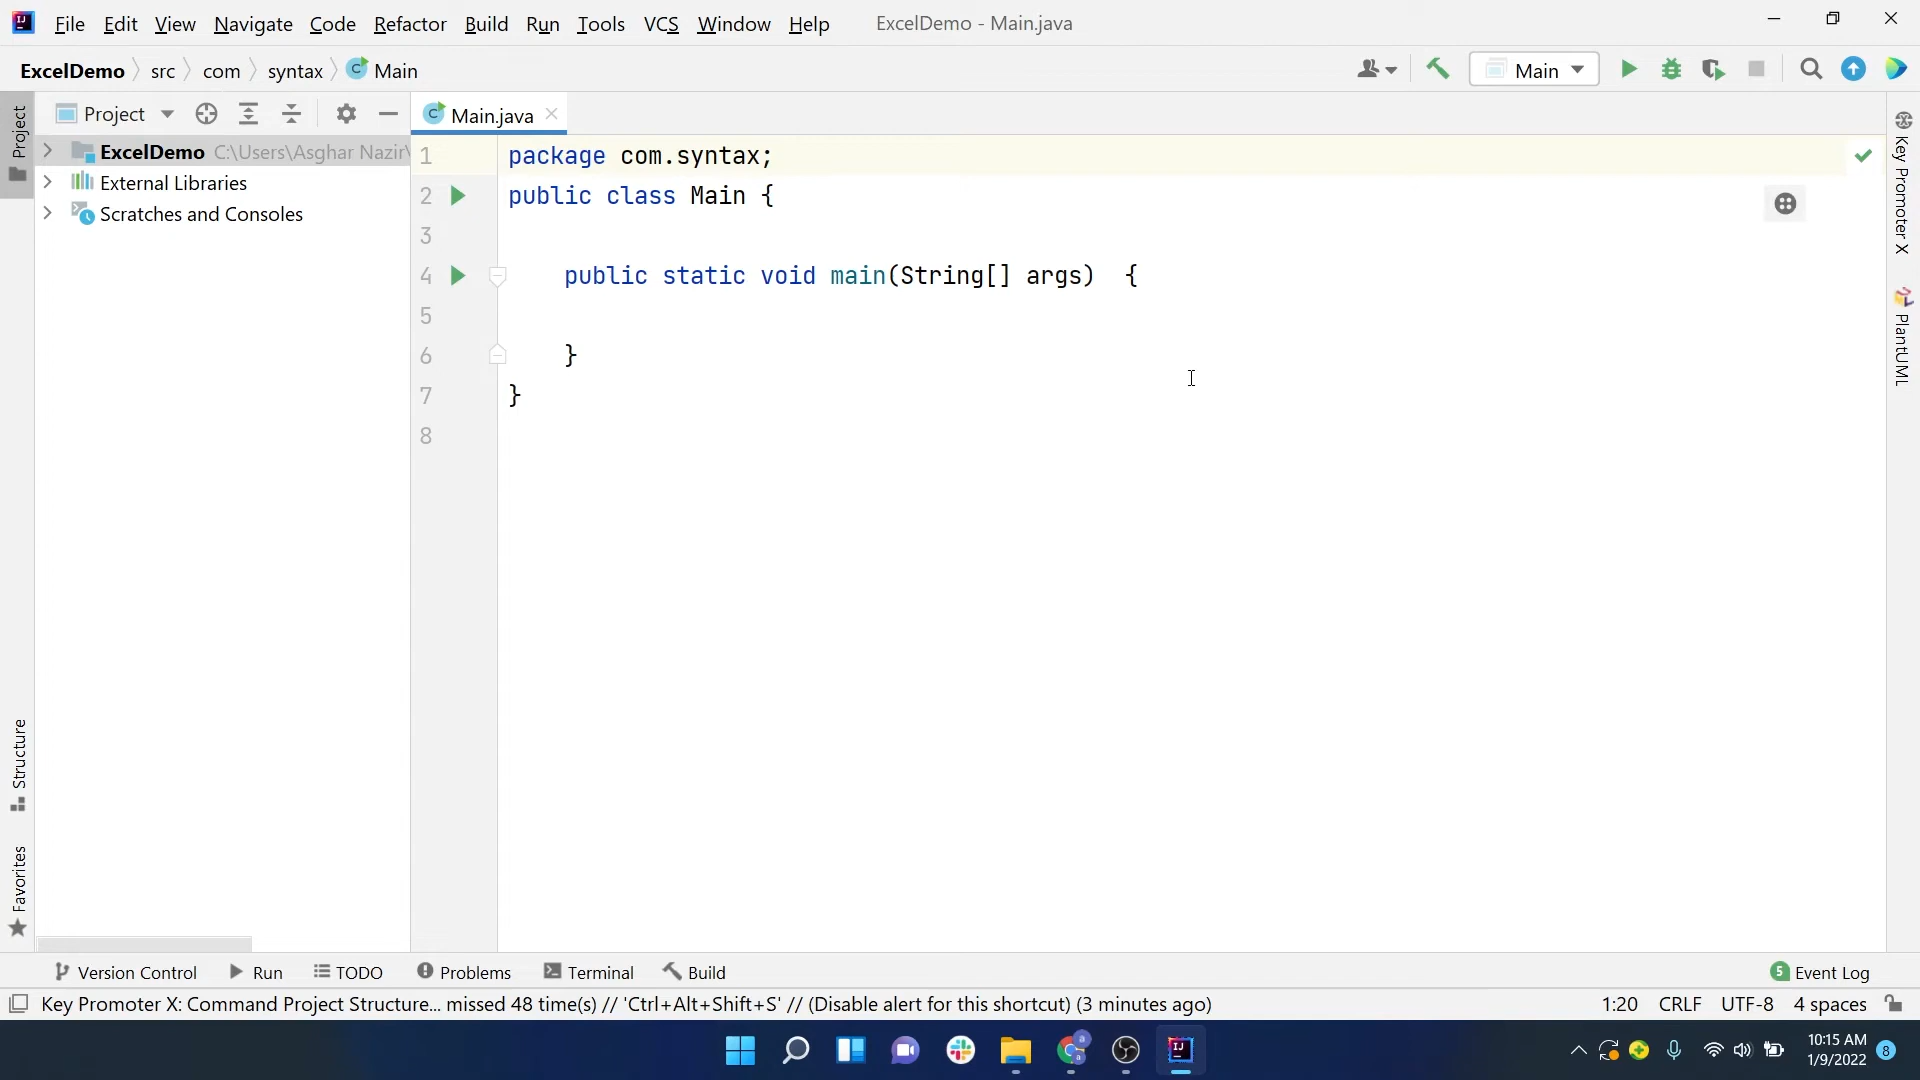 File Edit View Navigate Code Refactor Build Run Tools VCS Window Help ExcelDemo - Main.java
ExcelDemo src com syntax Main
Main
Project
Main.java
Project
ExcelDemo C:\Users\Asghar Nazir\
External Libraries
Scratches and Consoles
1 package com.syntax;
2 public class Main {
3
4 public static void main(String[] args)  {
5
6 }
7 }
8
Key Promoter X
PlantUML
Structure
Favorites
Version Control Run TODO Problems Terminal Build 5 Event Log
Key Promoter X: Command Project Structure... missed 48 time(s) // 'Ctrl+Alt+Shift+S' // (Disable alert for this shortcut) (3 minutes ago) 1:20 CRLF UTF-8 4 spaces
10:15 AM
1/9/2022
8